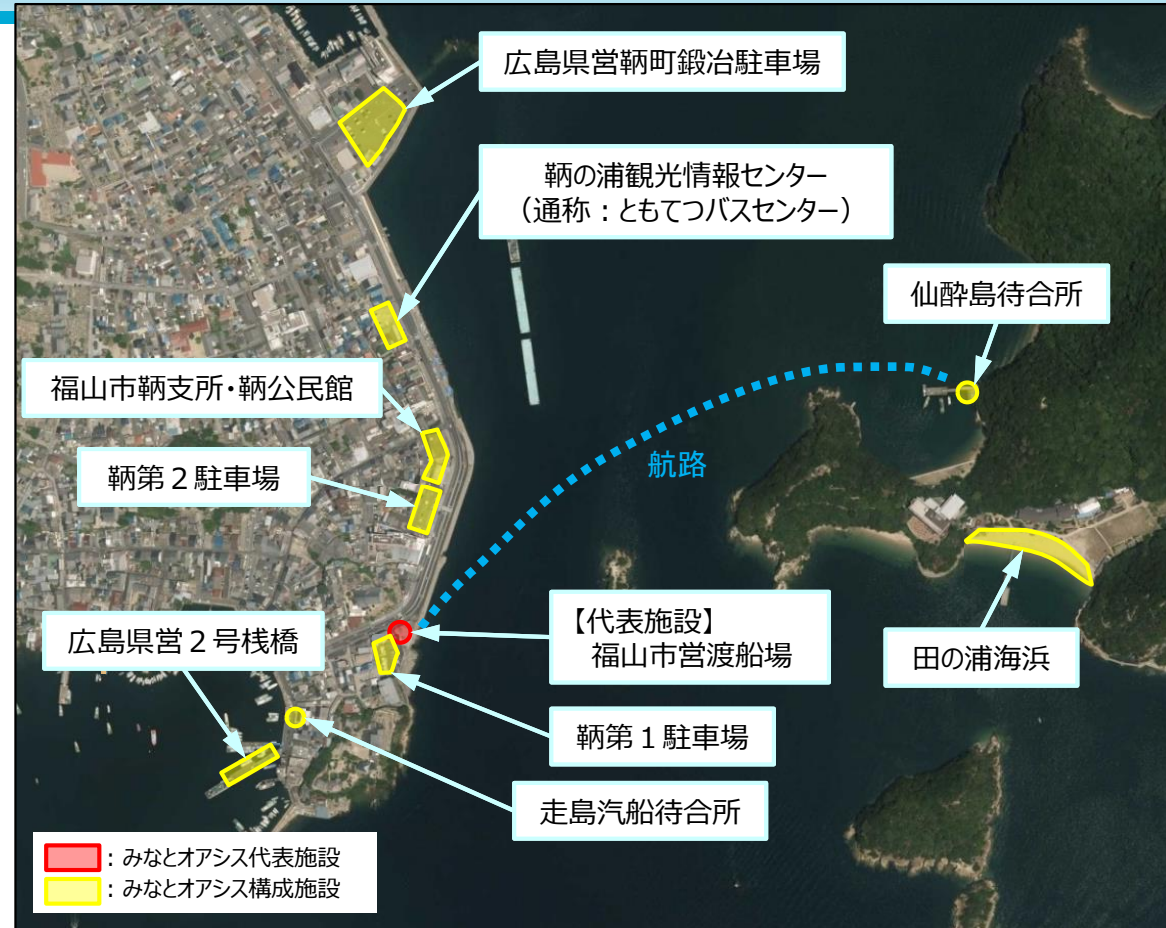 広島県営鞆町鍛冶駐車場
鞆の浦観光情報センター
（通称：ともてつバスセンター）
仙酔島待合所
福山市鞆支所・鞆公民館
航路
鞆第２駐車場
【代表施設】
福山市営渡船場
広島県営２号桟橋
田の浦海浜
鞆第１駐車場
走島汽船待合所
：みなとオアシス代表施設
：みなとオアシス構成施設